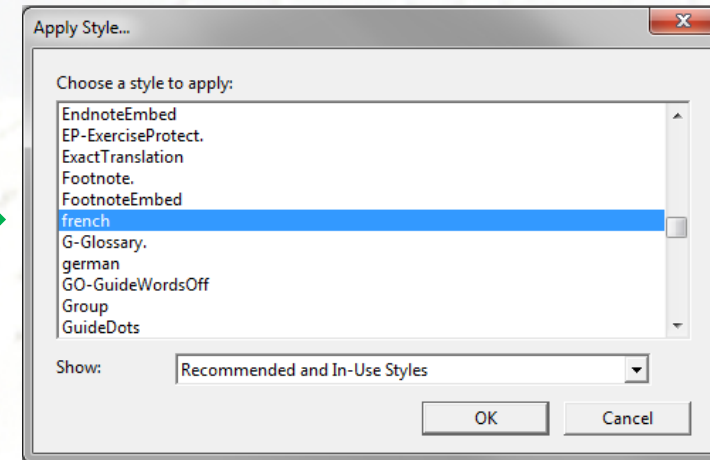 Apply Style...
Choose a style to apply:
EndnoteEmbed
EP-ExerciseProtect.
ExactTranslation
Footnote.
FootnoteEmbed
french
G-Glossary.
german
GO-GuideWordsOff
Group
GuideDots
Show: Recommended and In-Use Styles
OK Cancel